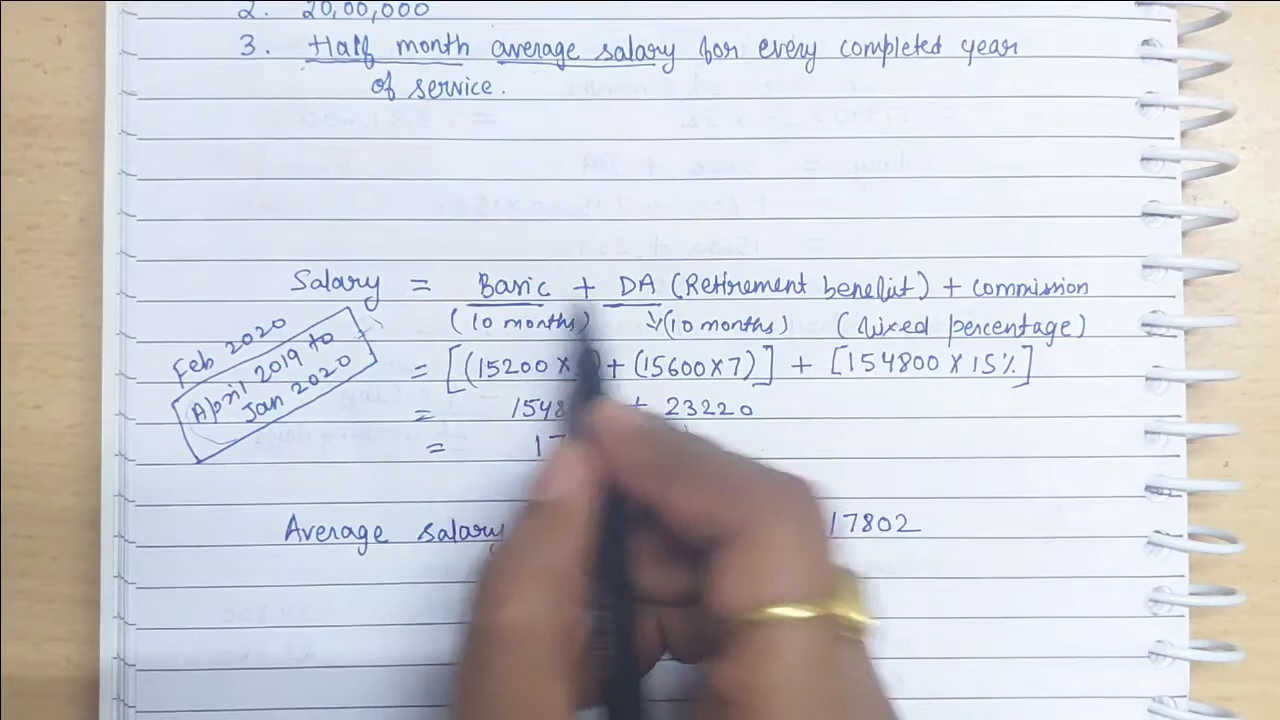 2. 20,00,000
3. Half month average salary for every completed year
of service.
Salary = Basic + DA (Retirement benefit) + commission
(10 months) ↓(10 months) (fixed percentage)
Feb 2020
April 2019 to
Jan 2020
= [(15200 × ) + (15600×7)] + [154800 × 15%]
= 1548 + 23220
= 17
Average salary 17802